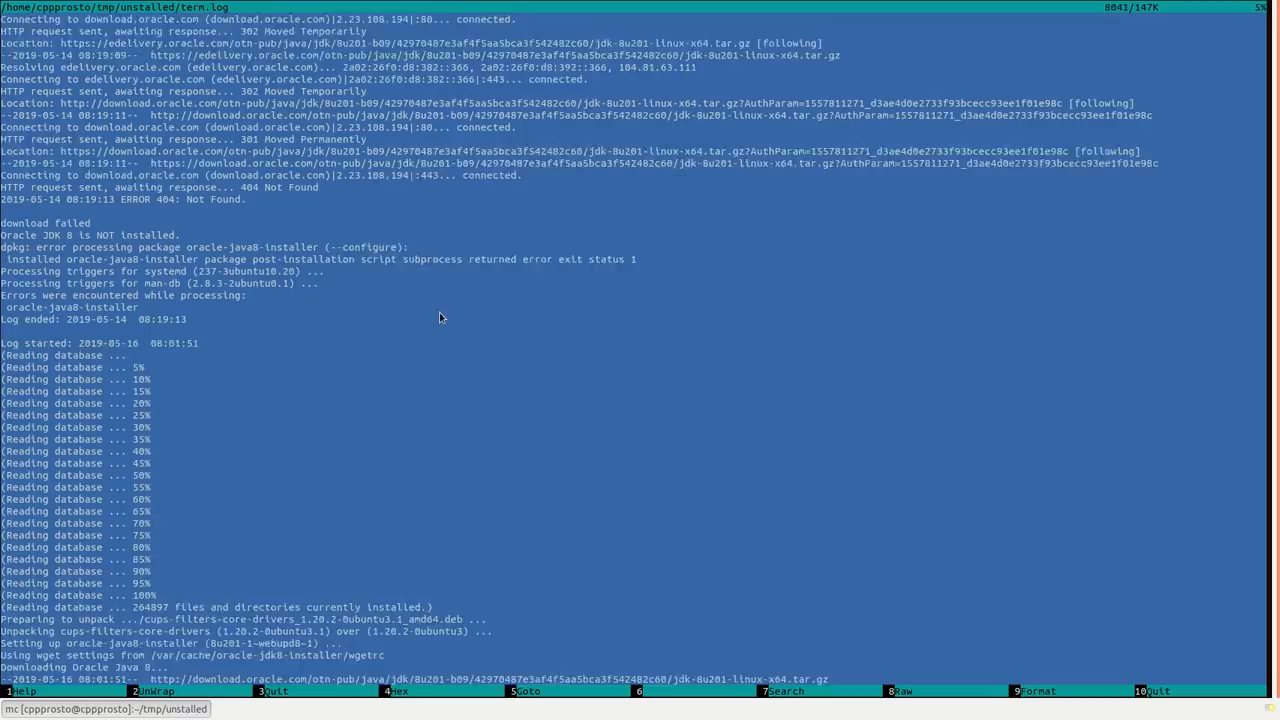 /home/cppprosto/tmp/unstalled/term.log 8041/147K 5%
Connecting to download.oracle.com (download.oracle.com)|2.23.108.194|:80... connected.
HTTP request sent, awaiting response... 302 Moved Temporarily
Location: https://edelivery.oracle.com/otn-pub/java/jdk/8u201-b09/42970487e3af4f5aa5bca3f542482c60/jdk-8u201-linux-x64.tar.gz [following]
--2019-05-14 08:19:09--  https://edelivery.oracle.com/otn-pub/java/jdk/8u201-b09/42970487e3af4f5aa5bca3f542482c60/jdk-8u201-linux-x64.tar.gz
Resolving edelivery.oracle.com (edelivery.oracle.com)... 2a02:26f0:d8:382::366, 2a02:26f0:d8:392::366, 104.81.63.111
Connecting to edelivery.oracle.com (edelivery.oracle.com)|2a02:26f0:d8:382::366|:443... connected.
HTTP request sent, awaiting response... 302 Moved Temporarily
Location: http://download.oracle.com/otn-pub/java/jdk/8u201-b09/42970487e3af4f5aa5bca3f542482c60/jdk-8u201-linux-x64.tar.gz?AuthParam=1557811271_d3ae4d0e2733f93bcecc93ee1f01e98c [following]
--2019-05-14 08:19:11--  http://download.oracle.com/otn-pub/java/jdk/8u201-b09/42970487e3af4f5aa5bca3f542482c60/jdk-8u201-linux-x64.tar.gz?AuthParam=1557811271_d3ae4d0e2733f93bcecc93ee1f01e98c
Connecting to download.oracle.com (download.oracle.com)|2.23.108.194|:80... connected.
HTTP request sent, awaiting response... 301 Moved Permanently
Location: https://download.oracle.com/otn-pub/java/jdk/8u201-b09/42970487e3af4f5aa5bca3f542482c60/jdk-8u201-linux-x64.tar.gz?AuthParam=1557811271_d3ae4d0e2733f93bcecc93ee1f01e98c [following]
--2019-05-14 08:19:11--  https://download.oracle.com/otn-pub/java/jdk/8u201-b09/42970487e3af4f5aa5bca3f542482c60/jdk-8u201-linux-x64.tar.gz?AuthParam=1557811271_d3ae4d0e2733f93bcecc93ee1f01e98c
Connecting to download.oracle.com (download.oracle.com)|2.23.108.194|:443... connected.
HTTP request sent, awaiting response... 404 Not Found
2019-05-14 08:19:13 ERROR 404: Not Found.
download failed
Oracle JDK 8 is NOT installed.
dpkg: error processing package oracle-java8-installer (--configure):
 installed oracle-java8-installer package post-installation script subprocess returned error exit status 1
Processing triggers for systemd (237-3ubuntu10.20) ...
Processing triggers for man-db (2.8.3-2ubuntu0.1) ...
Errors were encountered while processing:
 oracle-java8-installer
Log ended: 2019-05-14  08:19:13
Log started: 2019-05-16  08:01:51
(Reading database ...
(Reading database ... 5%
(Reading database ... 10%
(Reading database ... 15%
(Reading database ... 20%
(Reading database ... 25%
(Reading database ... 30%
(Reading database ... 35%
(Reading database ... 40%
(Reading database ... 45%
(Reading database ... 50%
(Reading database ... 55%
(Reading database ... 60%
(Reading database ... 65%
(Reading database ... 70%
(Reading database ... 75%
(Reading database ... 80%
(Reading database ... 85%
(Reading database ... 90%
(Reading database ... 95%
(Reading database ... 100%
(Reading database ... 264897 files and directories currently installed.)
Preparing to unpack .../cups-filters-core-drivers_1.20.2-0ubuntu3.1_amd64.deb ...
Unpacking cups-filters-core-drivers (1.20.2-0ubuntu3.1) over (1.20.2-0ubuntu3) ...
Setting up oracle-java8-installer (8u201-1~webupd8~1) ...
Using wget settings from /var/cache/oracle-jdk8-installer/wgetrc
Downloading Oracle Java 8...
--2019-05-16 08:01:51--  http://download.oracle.com/otn-pub/java/jdk/8u201-b09/42970487e3af4f5aa5bca3f542482c60/jdk-8u201-linux-x64.tar.gz
1Help 2UnWrap 3Quit 4Hex 5Goto 6 7Search 8Raw 9Format 10Quit
mc [cppprosto@cppprosto]:~/tmp/unstalled